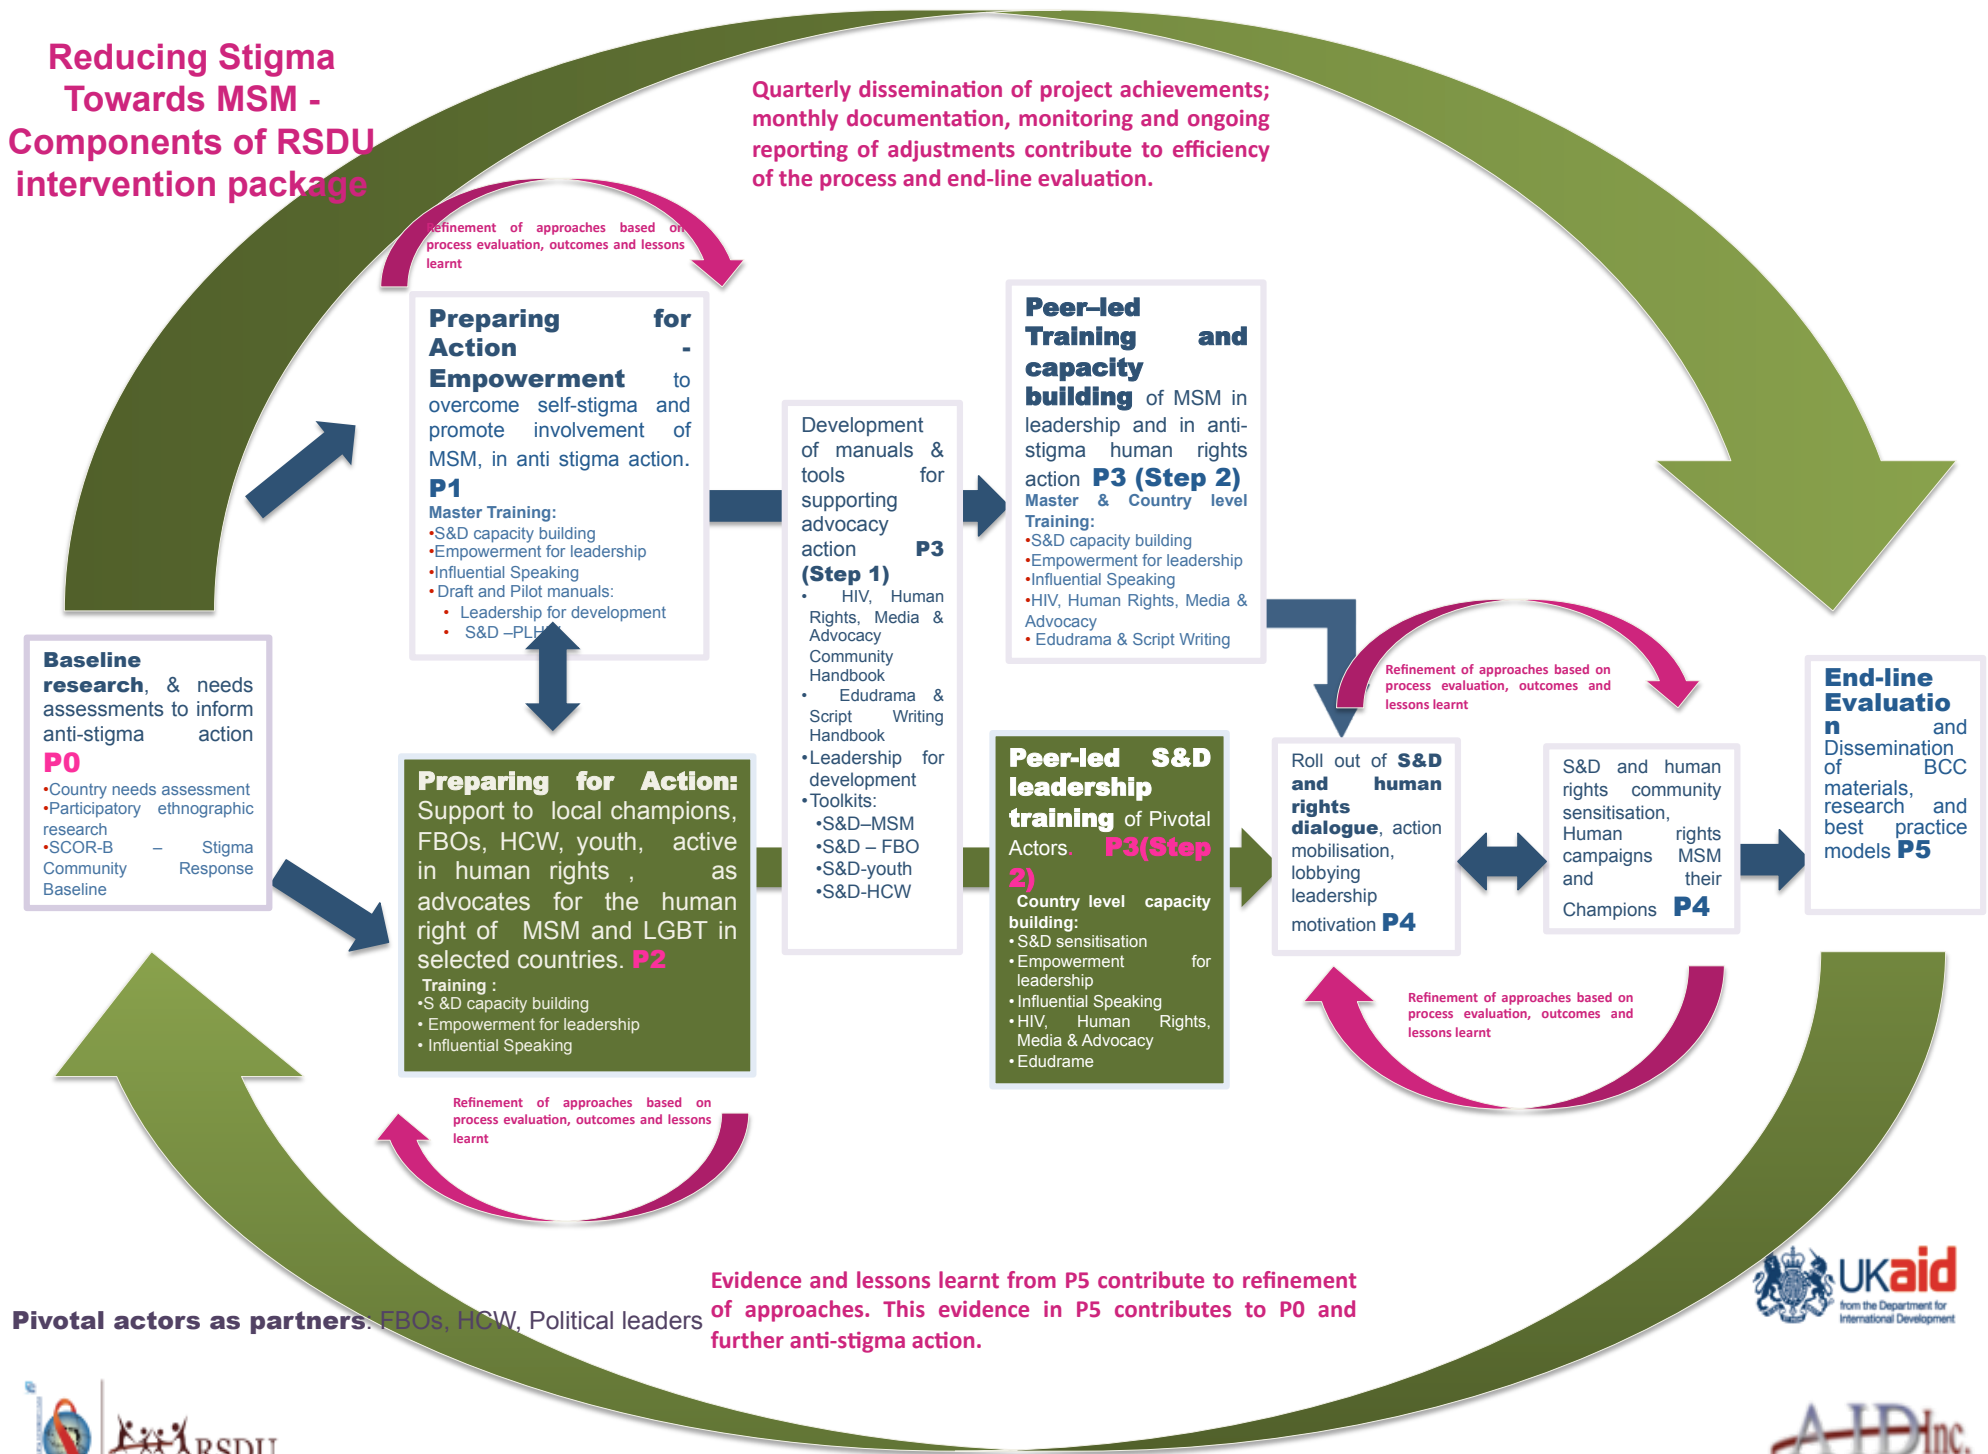 Reducing Stigma
Towards MSM -
Components of RSDU
intervention package
Quarterly dissemination of project achievements;
monthly documentation, monitoring and ongoing
reporting of adjustments contribute to efficiency
of the process and end-line evaluation.
Refinement of approaches based on
process evaluation, outcomes and lessons
learnt
Preparing for
Action -
Empowerment to
overcome self-stigma and
promote involvement of
MSM, in anti stigma action.
P1
Master Training:
•S&D capacity building
•Empowerment for leadership
•Influential Speaking
• Draft and Pilot manuals:
• Leadership for development
• S&D –PLH
Development
of manuals &
tools for
supporting
advocacy
action P3
(Step 1)
• HIV, Human
Rights, Media &
Advocacy
Community
Handbook
• Edudrama &
Script Writing
Handbook
•Leadership for
development
•Toolkits:
•S&D–MSM
•S&D – FBO
•S&D-youth
•S&D-HCW
Peer–led
Training and
capacity
building of MSM in
leadership and in anti-
stigma human rights
action P3 (Step 2)
Master & Country level
Training:
•S&D capacity building
•Empowerment for leadership
•Influential Speaking
•HIV, Human Rights, Media &
Advocacy
• Edudrama & Script Writing
Baseline
research, & needs
assessments to inform
anti-stigma action
P0
•Country needs assessment
•Participatory ethnographic
research
•SCOR-B – Stigma
Community Response
Baseline
Preparing for Action:
Support to local champions,
FBOs, HCW, youth, active
in human rights , as
advocates for the human
right of MSM and LGBT in
selected countries. P2
Training :
•S &D capacity building
• Empowerment for leadership
• Influential Speaking
Peer-led S&D
leadership
training of Pivotal
Actors. P3(Step
2)
Country level capacity
building:
• S&D sensitisation
• Empowerment for
leadership
• Influential Speaking
• HIV, Human Rights,
Media & Advocacy
• Edudrame
Refinement of approaches based on
process evaluation, outcomes and
lessons learnt
Roll out of S&D
and human
rights
dialogue, action
mobilisation,
lobbying
leadership
motivation P4
S&D and human
rights community
sensitisation,
Human rights
campaigns MSM
and their
Champions P4
End-line
Evaluatio
n and
Dissemination
of BCC
materials,
research and
best practice
models P5
Refinement of approaches based on
process evaluation, outcomes and
lessons learnt
Refinement of approaches based on
process evaluation, outcomes and lessons
learnt
Evidence and lessons learnt from P5 contribute to refinement
of approaches. This evidence in P5 contributes to P0 and
further anti-stigma action.
Pivotal actors as partners: FBOs, HCW, Political leaders
UKaid
from the Department for
International Development
RSDU
AIDInc.